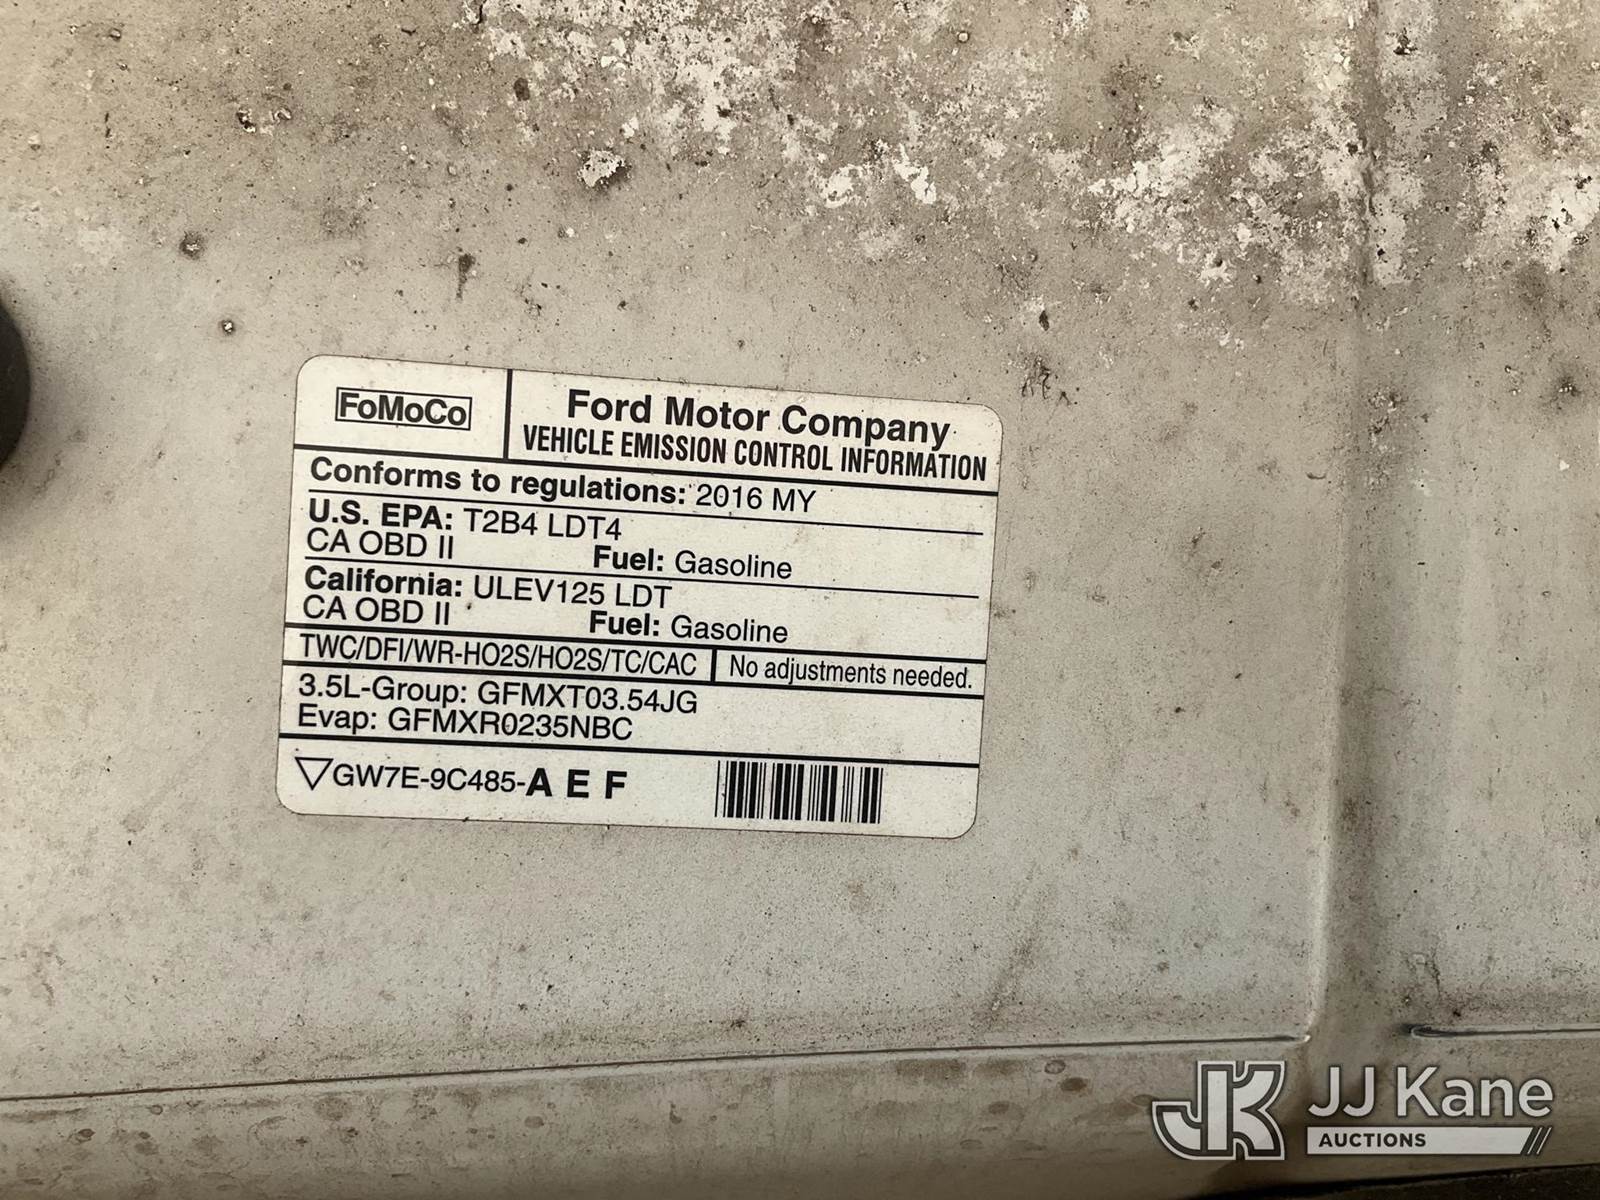 FoMoCo
Ford Motor Company
VEHICLE EMISSION CONTROL INFORMATION
Conforms to regulations: 2016 MY
U.S. EPA: T2B4 LDT4
CA OBD II Fuel: Gasoline
California: ULEV125 LDT
CA OBD II Fuel: Gasoline
TWC/DFI/WR-HO2S/HO2S/TC/CAC No adjustments needed.
3.5L-Group: GFMXT03.54JG
Evap: GFMXR0235NBC
GW7E-9C485-A E F
JK JJ Kane
AUCTIONS